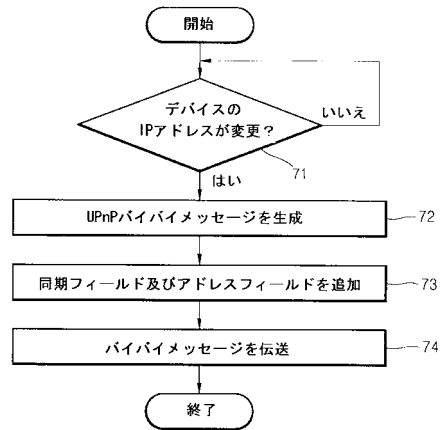 開始
デバイスの
IPアドレスが変更？
いいえ
71
はい
UPnPバイバイメッセージを生成
72
同期フィールド及びアドレスフィールドを追加
73
バイバイメッセージを伝送
74
終了